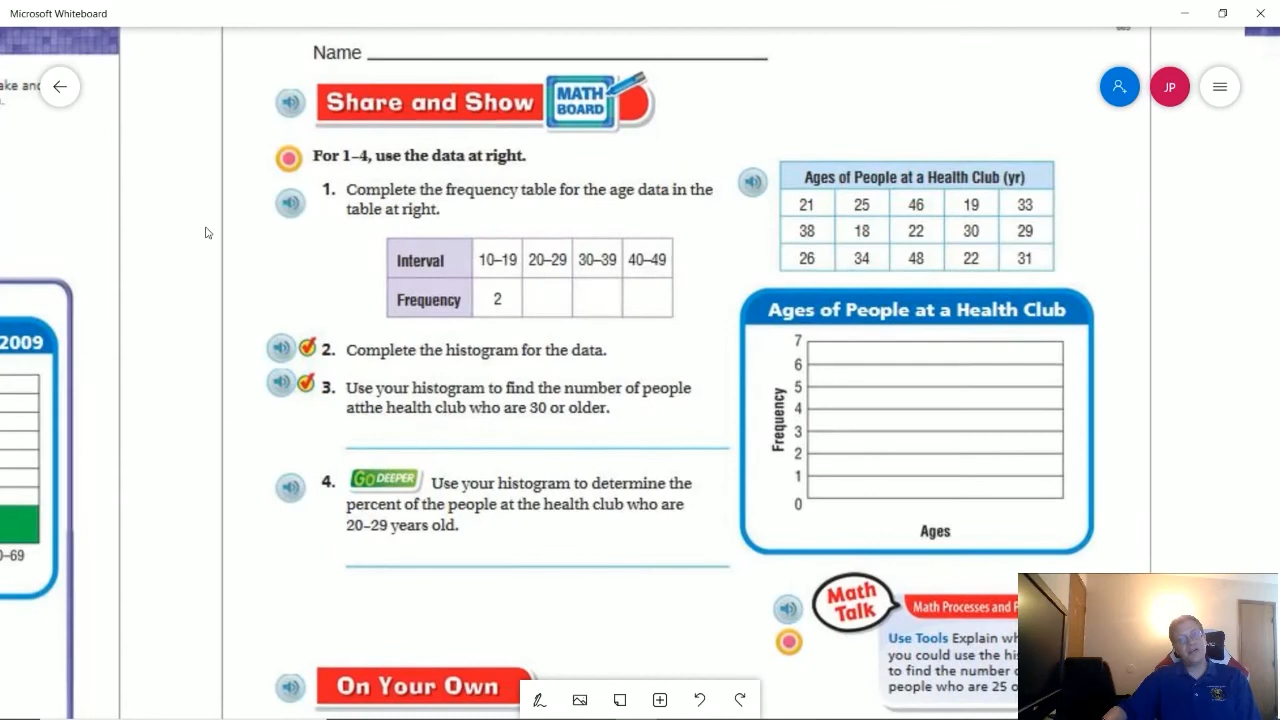 Microsoft Whiteboard
Name
Share and Show
MATH
BOARD
For 1–4, use the data at right.
1. Complete the frequency table for the age data in the
table at right.
Interval 10–19 20–29 30–39 40–49
Frequency 2
2. Complete the histogram for the data.
3. Use your histogram to find the number of people
atthe health club who are 30 or older.
4. GO DEEPER Use your histogram to determine the
percent of the people at the health club who are
20–29 years old.
On Your Own
Ages of People at a Health Club (yr)
21 25 46 19 33
38 18 22 30 29
26 34 48 22 31
Ages of People at a Health Club
7
6
5
4
3
2
1
0
Frequency
Ages
Math
Talk
Math Processes and
Use Tools Explain
you could use the
to find the number
people who are 25
JP
2009